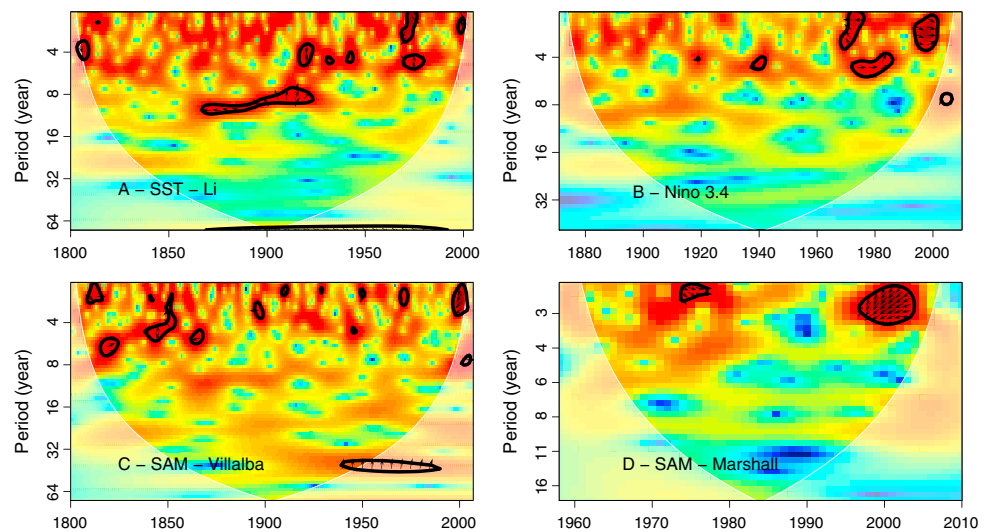 Period (year)
4
8
16
32
64
A – SST – Li
1800 1850 1900 1950 2000
Period (year)
4
8
16
32
B – Nino 3.4
1880 1900 1920 1940 1960 1980 2000
Period (year)
4
8
16
32
64
C – SAM – Villalba
1800 1850 1900 1950 2000
Period (year)
3
4
6
8
11
16
D – SAM – Marshall
1960 1970 1980 1990 2000 2010